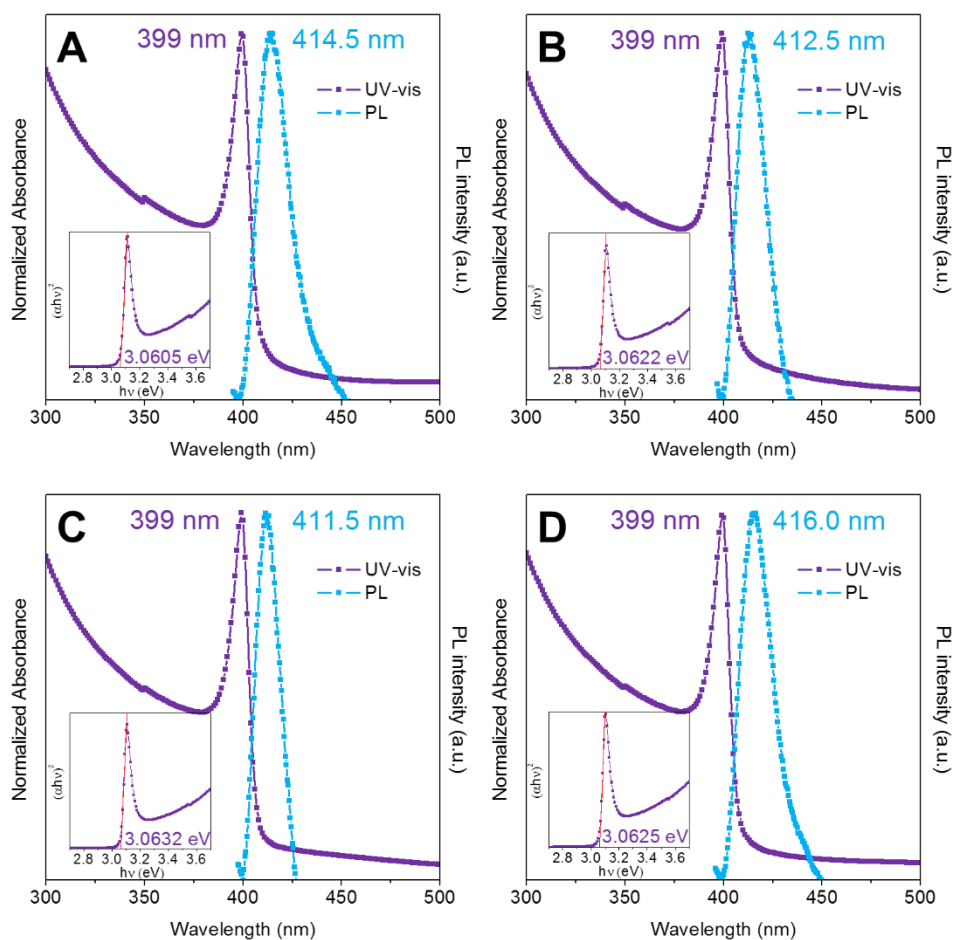 A
399 nm
414.5 nm
UV-vis
PL
Normalized Absorbance
PL intensity (a.u.)
(αhν)²
3.0605 eV
2.8 3.0 3.2 3.4 3.6
hν (eV)
300 350 400 450 500
Wavelength (nm)
B
399 nm
412.5 nm
UV-vis
PL
Normalized Absorbance
PL intensity (a.u.)
(αhν)²
3.0622 eV
2.8 3.0 3.2 3.4 3.6
hν (eV)
300 350 400 450 500
Wavelength (nm)
C
399 nm
411.5 nm
UV-vis
PL
Normalized Absorbance
PL intensity (a.u.)
(αhν)²
3.0632 eV
2.8 3.0 3.2 3.4 3.6
hν (eV)
300 350 400 450 500
Wavelength (nm)
D
399 nm
416.0 nm
UV-vis
PL
Normalized Absorbance
PL intensity (a.u.)
(αhν)²
3.0625 eV
2.8 3.0 3.2 3.4 3.6
hν (eV)
300 350 400 450 500
Wavelength (nm)